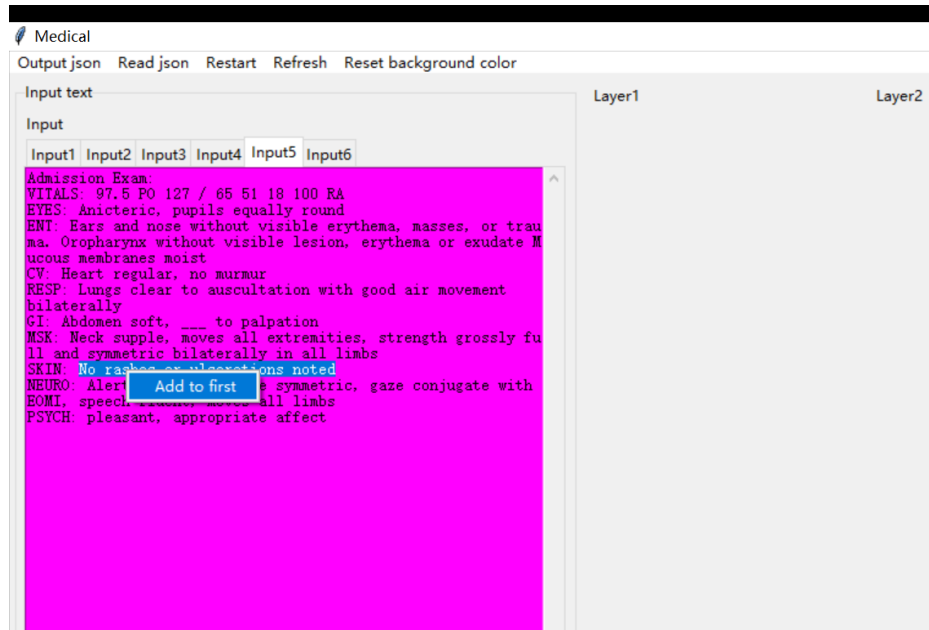 Medical
Output json Read json Restart Refresh Reset background color
Input text
Layer1 Layer2
Input
Input1 Input2 Input3 Input4 Input5 Input6
Admission Exam:
VITALS: 97.5 PO 127 / 65 51 18 100 RA
EYES: Anicteric, pupils equally round
ENT: Ears and nose without visible erythema, masses, or trau
ma. Oropharynx without visible lesion, erythema or exudate M
ucous membranes moist
CV: Heart regular, no murmur
RESP: Lungs clear to auscultation with good air movement
bilaterally
GI: Abdomen soft, ___ to palpation
MSK: Neck supple, moves all extremities, strength grossly fu
ll and symmetric bilaterally in all limbs
SKIN: No rashes or ulcerations noted
NEURO: Alert symmetric, gaze conjugate with
Add to first
EOMI, speech fluent, moves all limbs
PSYCH: pleasant, appropriate affect